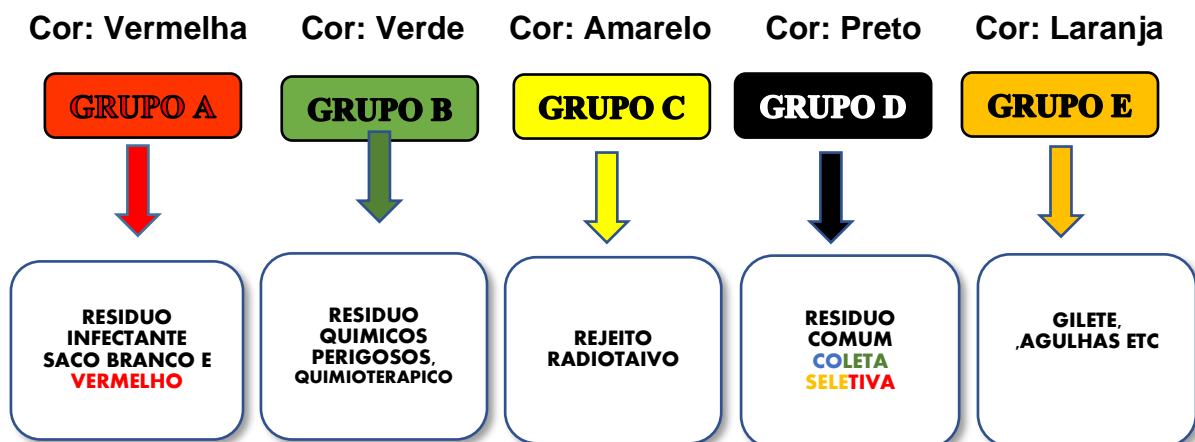 Cor: Vermelha
Cor: Verde
Cor: Amarelo
Cor: Preto
Cor: Laranja
GRUPO A
GRUPO B
GRUPO C
GRUPO D
GRUPO E
RESIDUO
INFECTANTE
SACO BRANCO E
VERMELHO
RESIDUO
QUIMICOS
PERIGOSOS,
QUIMIOTERAPICO
REJEITO
RADIOTAIVO
RESIDUO
COMUM
COLETA
SELETIVA
GILETE,
,AGULHAS ETC